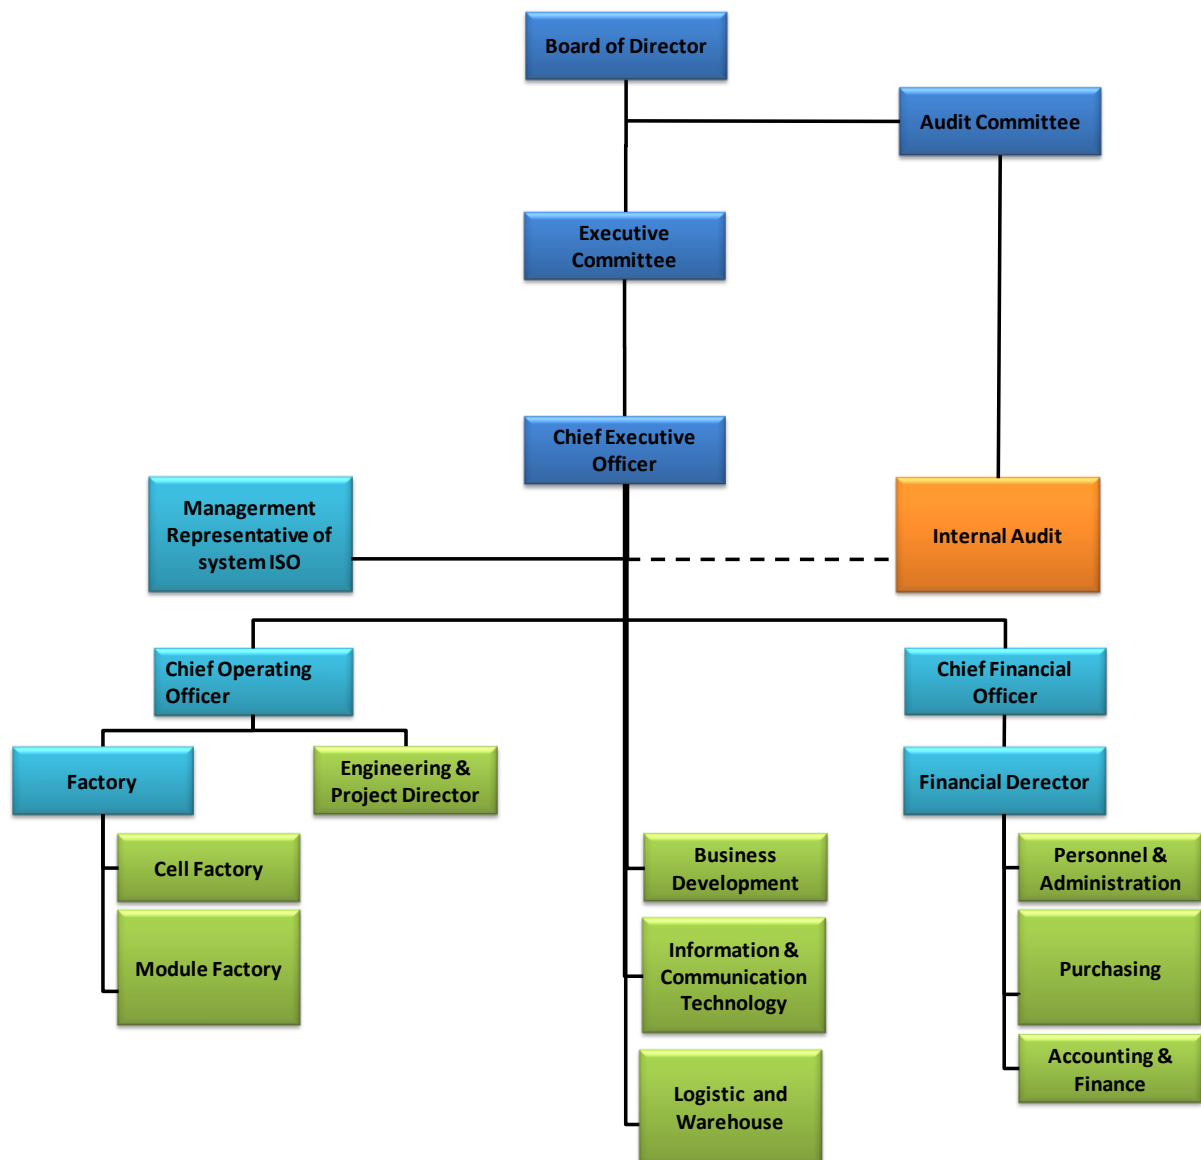 Board of Director
Audit Committee
Executive
Committee
Chief Executive
Officer
Managerment
Representative of
system ISO
Internal Audit
Chief Operating
Officer
Chief Financial
Officer
Factory
Engineering &
Project Director
Financial Derector
Cell Factory
Business
Development
Personnel &
Administration
Module Factory
Information &
Communication
Technology
Purchasing
Logistic and
Warehouse
Accounting &
Finance